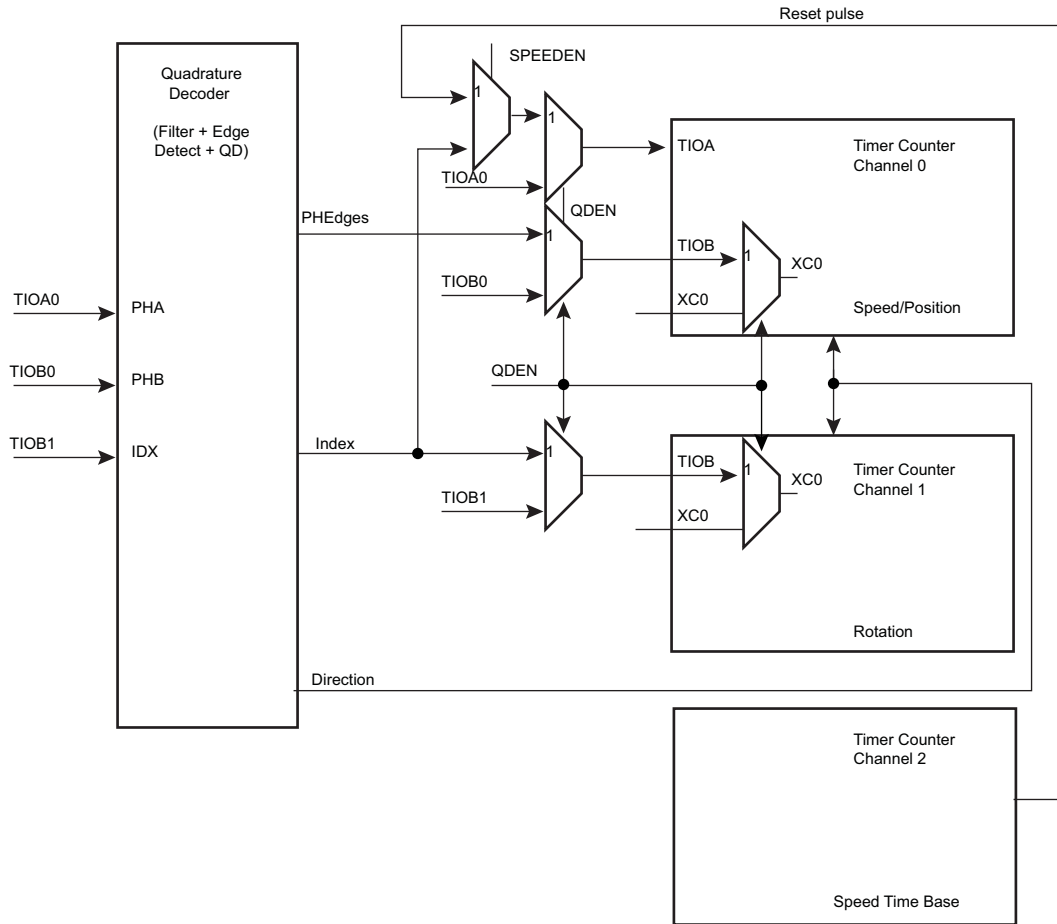 Reset pulse
SPEEDEN
Quadrature
Decoder
(Filter + Edge
Detect + QD)
1
1
TIOA
Timer Counter
Channel 0
TIOA0
QDEN
PHEdges
1
TIOB
1
XC0
TIOB0
XC0
Speed/Position
TIOA0
PHA
TIOB0
PHB
QDEN
TIOB1
IDX
Index
1
TIOB
1
XC0
Timer Counter
Channel 1
TIOB1
XC0
Rotation
Direction
Timer Counter
Channel 2
Speed Time Base